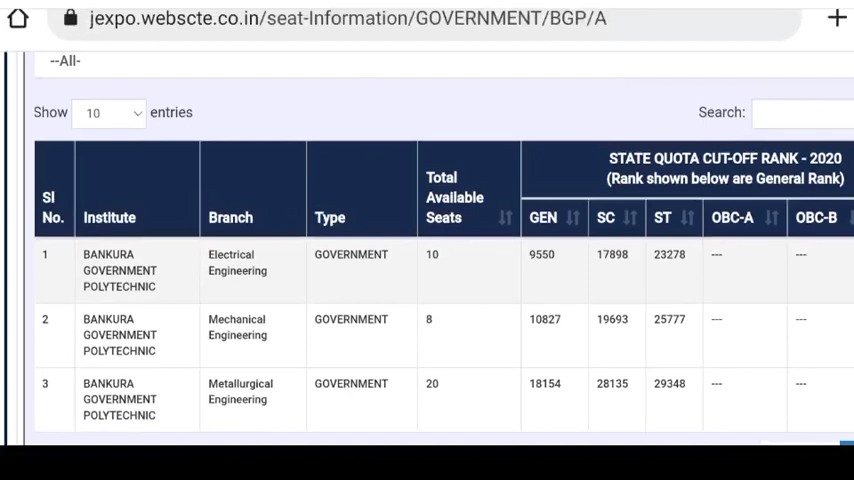 jexpo.webscte.co.in/seat-Information/GOVERNMENT/BGP/A
--All-
Show 10 entries Search:
STATE QUOTA CUT-OFF RANK - 2020
(Rank shown below are General Rank)
Sl No. Institute Branch Type Total Available Seats GEN SC ST OBC-A OBC-B
1 BANKURA GOVERNMENT POLYTECHNIC Electrical Engineering GOVERNMENT 10 9550 17898 23278 --- ---
2 BANKURA GOVERNMENT POLYTECHNIC Mechanical Engineering GOVERNMENT 8 10827 19693 25777 --- ---
3 BANKURA GOVERNMENT POLYTECHNIC Metallurgical Engineering GOVERNMENT 20 18154 28135 29348 --- ---